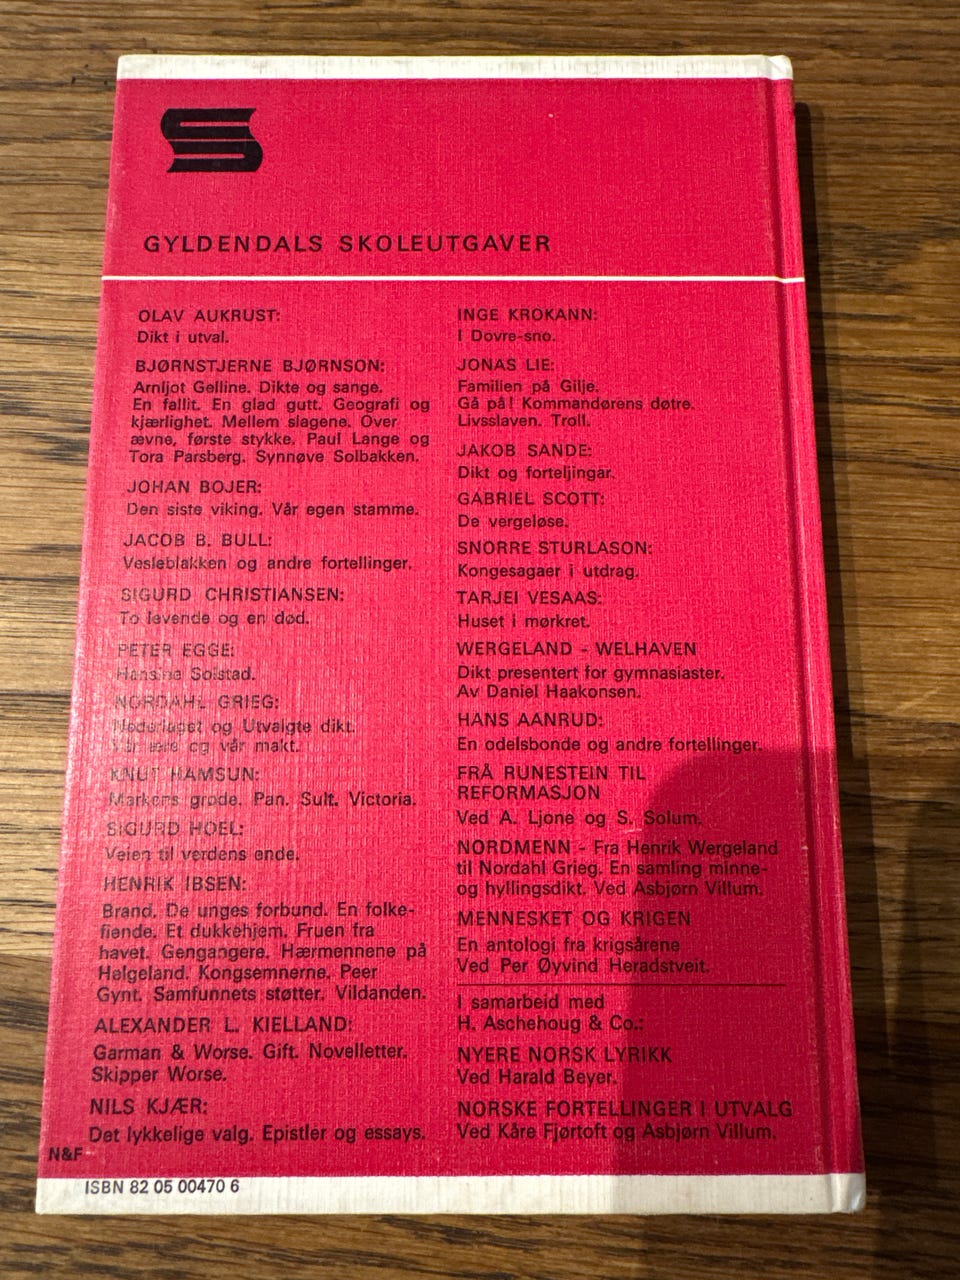 GYLDENDALS SKOLEUTGAVER
OLAV AUKRUST:
Dikt i utval.
BJØRNSTJERNE BJØRNSON:
Arnljot Gelline. Dikte og sange.
En fallit. En glad gutt. Geografi og
kjærlighet. Mellem slagene. Over
ævne, første stykke. Paul Lange og
Tora Parsberg. Synnøve Solbakken.
JOHAN BOJER:
Den siste viking. Vår egen stamme.
JACOB B. BULL:
Vesleblakken og andre fortellinger.
SIGURD CHRISTIANSEN:
To levende og en død.
PETER EGGE:
Hansina Solstad.
NORDAHL GRIEG:
Nederlaget og Utvalgte dikt.
Vår ære og vår makt.
KNUT HAMSUN:
Markens grøde. Pan. Sult. Victoria.
SIGURD HOEL:
Veien til verdens ende.
HENRIK IBSEN:
Brand. De unges forbund. En folke-
fiende. Et dukkehjem. Fruen fra
havet. Gengangere. Hærmennene på
Helgeland. Kongsemnerne. Peer
Gynt. Samfunnets støtter. Vildanden.
ALEXANDER L. KIELLAND:
Garman & Worse. Gift. Novelletter.
Skipper Worse.
NILS KJÆR:
Det lykkelige valg. Epistler og essays.
INGE KROKANN:
I Dovre-sno.
JONAS LIE:
Familien på Gilje.
Gå på! Kommandørens døtre.
Livsslaven. Troll.
JAKOB SANDE:
Dikt og forteljingar.
GABRIEL SCOTT:
De vergeløse.
SNORRE STURLASON:
Kongesagaer i utdrag.
TARJEI VESAAS:
Huset i mørkret.
WERGELAND - WELHAVEN
Dikt presentert for gymnasiaster.
Av Daniel Haakonsen.
HANS AANRUD:
En odelsbonde og andre fortellinger.
FRÅ RUNESTEIN TIL
REFORMASJON
Ved A. Ljone og S. Solum.
NORDMENN - Fra Henrik Wergeland
til Nordahl Grieg. En samling minne-
og hyllingsdikt. Ved Asbjørn Villum.
MENNESKET OG KRIGEN
En antologi fra krigsårene
Ved Per Øyvind Heradstveit.
I samarbeid med
H. Aschehoug & Co.:
NYERE NORSK LYRIKK
Ved Harald Beyer.
NORSKE FORTELLINGER I UTVALG
Ved Kåre Fjørtoft og Asbjørn Villum.
N&F
ISBN 82 05 00470 6